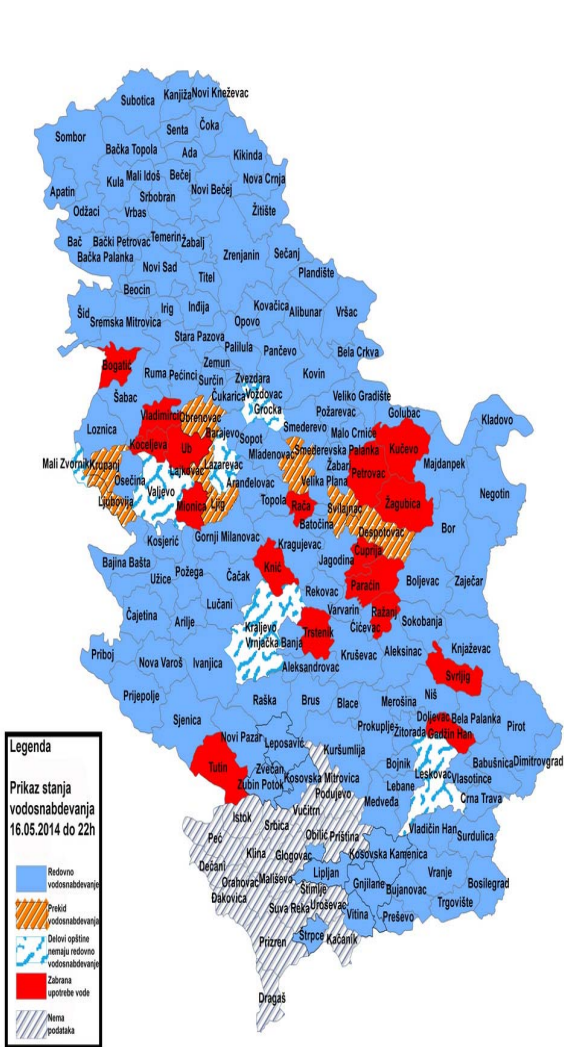 Subotica
Kanjiža
Novi Kneževac
Sombor
Senta
Čoka
Bačka Topola
Ada
Kikinda
Apatin
Kula
Mali Iđoš
Bečej
Novi Bečej
Nova Crnja
Srbobran
Odžaci
Vrbas
Žitište
Bač
Bački Petrovac
Temerin
Žabalj
Bačka Palanka
Zrenjanin
Sečanj
Novi Sad
Titel
Plandište
Beocin
Šid
Sremska Mitrovica
Irig
Inđija
Kovačica
Alibunar
Vršac
Opovo
Stara Pazova
Palilula
Pančevo
Bela Crkva
Bogatić
Ruma
Pećinci
Zemun
Surčin
Zvezdara
Kovin
Šabac
Čukarica
Voždovac
Grocka
Veliko Gradište
Požarevac
Golubac
Kladovo
Vladimirci
Obrenovac
Loznica
Barajevo
Sopot
Smederevo
Malo Crniće
Koceljeva
Ub
Mladenovac
Smederevska Palanka
Kučevo
Mali Zvornik
Krupanj
Lajkovac
Lazarevac
Žabari
Petrovac
Majdanpek
Osečina
Aranđelovac
Velika Plana
Negotin
Ljubovija
Valjevo
Mionica
Ljig
Topola
Rača
Svilajnac
Žagubica
Batočina
Despotovac
Bor
Kosjerić
Gornji Milanovac
Kragujevac
Ćuprija
Bajina Bašta
Užice
Požega
Čačak
Knić
Jagodina
Paraćin
Boljevac
Zaječar
Rekovac
Čajetina
Arilje
Lučani
Varvarin
Ražanj
Kraljevo
Trstenik
Ćićevac
Sokobanja
Vrnjačka Banja
Priboj
Nova Varoš
Ivanjica
Aleksandrovac
Kruševac
Aleksinac
Knjaževac
Svrljig
Prijepolje
Raška
Brus
Blace
Merošina
Niš
Sjenica
Doljevac
Bela Palanka
Pirot
Novi Pazar
Leposavic
Prokuplje
Žitorađa
Gadžin Han
Kuršumlija
Tutin
Zvečan
Bojnik
Leskovac
Babušnica
Dimitrovgrad
Zubin Potok
Kosovska Mitrovica
Vlasotince
Podujevo
Lebane
Crna Trava
Istok
Vučitrn
Medveđa
Srbica
Peć
Obilić
Priština
Vladičin Han
Surdulica
Klina
Glogovac
Kosovska Kamenica
Dečani
Orahovac
Mališevo
Lipljan
Vranje
Đakovica
Štimlje
Gnjilane
Bujanovac
Bosilegrad
Suva Reka
Uroševac
Trgovište
Vitina
Preševo
Prizren
Štrpce
Kačanik
Dragaš
Legenda
Prikaz stanja
vodosnabdevanja
16.05.2014 do 22h
Redovno
vodosnabdevanje
Prekid
vodosnabdevanja
Delovi opštine
nemaju redovno
vodosnabdevanje
Zabrana
upotrebe vode
Nema
podataka